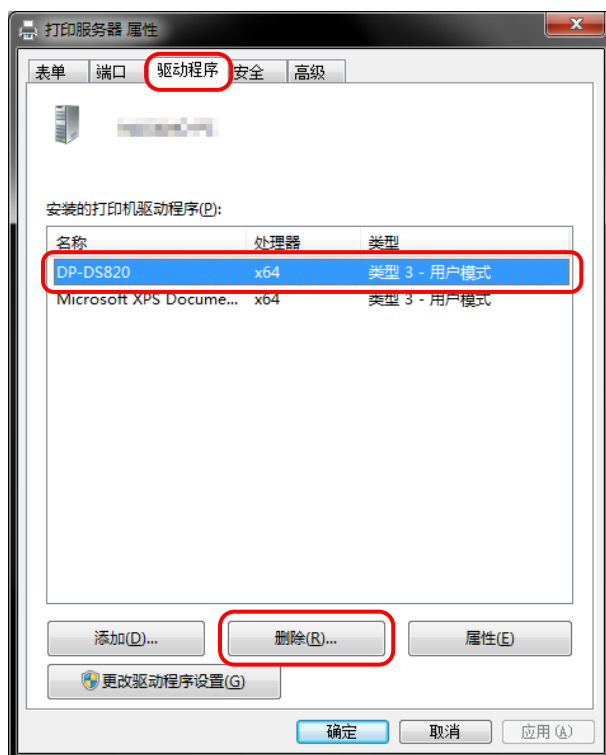 打印服务器 属性
表单 端口 驱动程序 安全 高级
安装的打印机驱动程序(P):
名称 处理器 类型
DP-DS820 x64 类型 3 - 用户模式
Microsoft XPS Docume... x64 类型 3 - 用户模式
添加(D)... 删除(R)... 属性(E)
更改驱动程序设置(G)
确定 取消 应用(A)